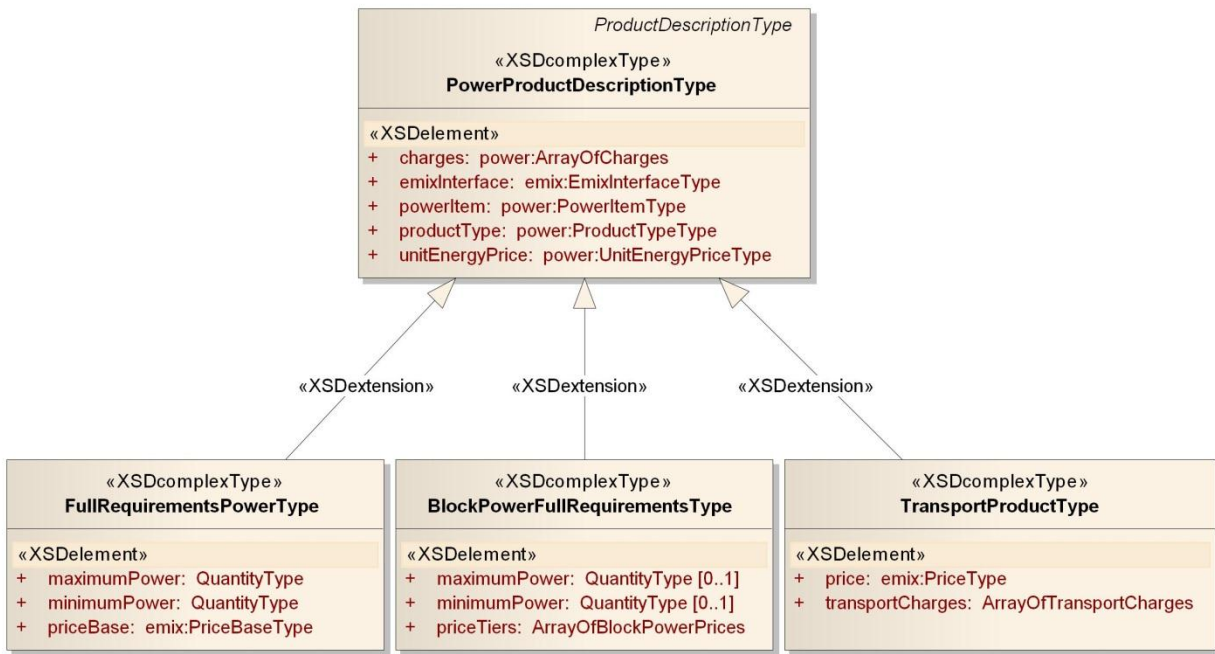 ProductDescriptionType
«XSDcomplexType»
PowerProductDescriptionType
«XSDelement»
+ charges: power:ArrayOfCharges
+ emixInterface: emix:EmixInterfaceType
+ powerItem: power:PowerItemType
+ productType: power:ProductTypeType
+ unitEnergyPrice: power:UnitEnergyPriceType
«XSDextension»
«XSDextension»
«XSDextension»
«XSDcomplexType»
FullRequirementsPowerType
«XSDelement»
+ maximumPower: QuantityType
+ minimumPower: QuantityType
+ priceBase: emix:PriceBaseType
«XSDcomplexType»
BlockPowerFullRequirementsType
«XSDelement»
+ maximumPower: QuantityType [0..1]
+ minimumPower: QuantityType [0..1]
+ priceTiers: ArrayOfBlockPowerPrices
«XSDcomplexType»
TransportProductType
«XSDelement»
+ price: emix:PriceType
+ transportCharges: ArrayOfTransportCharges